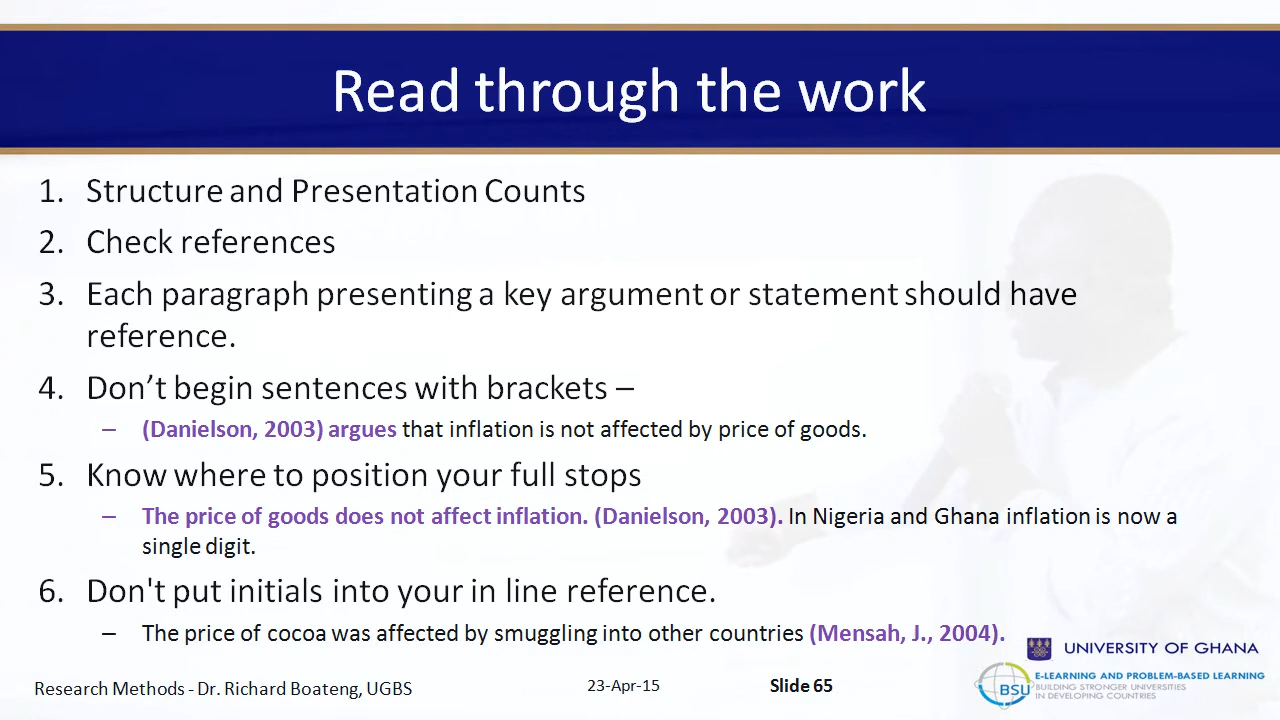 Read through the work
1. Structure and Presentation Counts
2. Check references
3. Each paragraph presenting a key argument or statement should have
reference.
4. Don’t begin sentences with brackets –
– (Danielson, 2003) argues that inflation is not affected by price of goods.
5. Know where to position your full stops
– The price of goods does not affect inflation. (Danielson, 2003). In Nigeria and Ghana inflation is now a
single digit.
6. Don't put initials into your in line reference.
– The price of cocoa was affected by smuggling into other countries (Mensah, J., 2004).
UNIVERSITY OF GHANA
Research Methods - Dr. Richard Boateng, UGBS
23-Apr-15
Slide 65
BSU
E-LEARNING AND PROBLEM-BASED LEARNING
BUILDING STRONGER UNIVERSITIES
IN DEVELOPING COUNTRIES